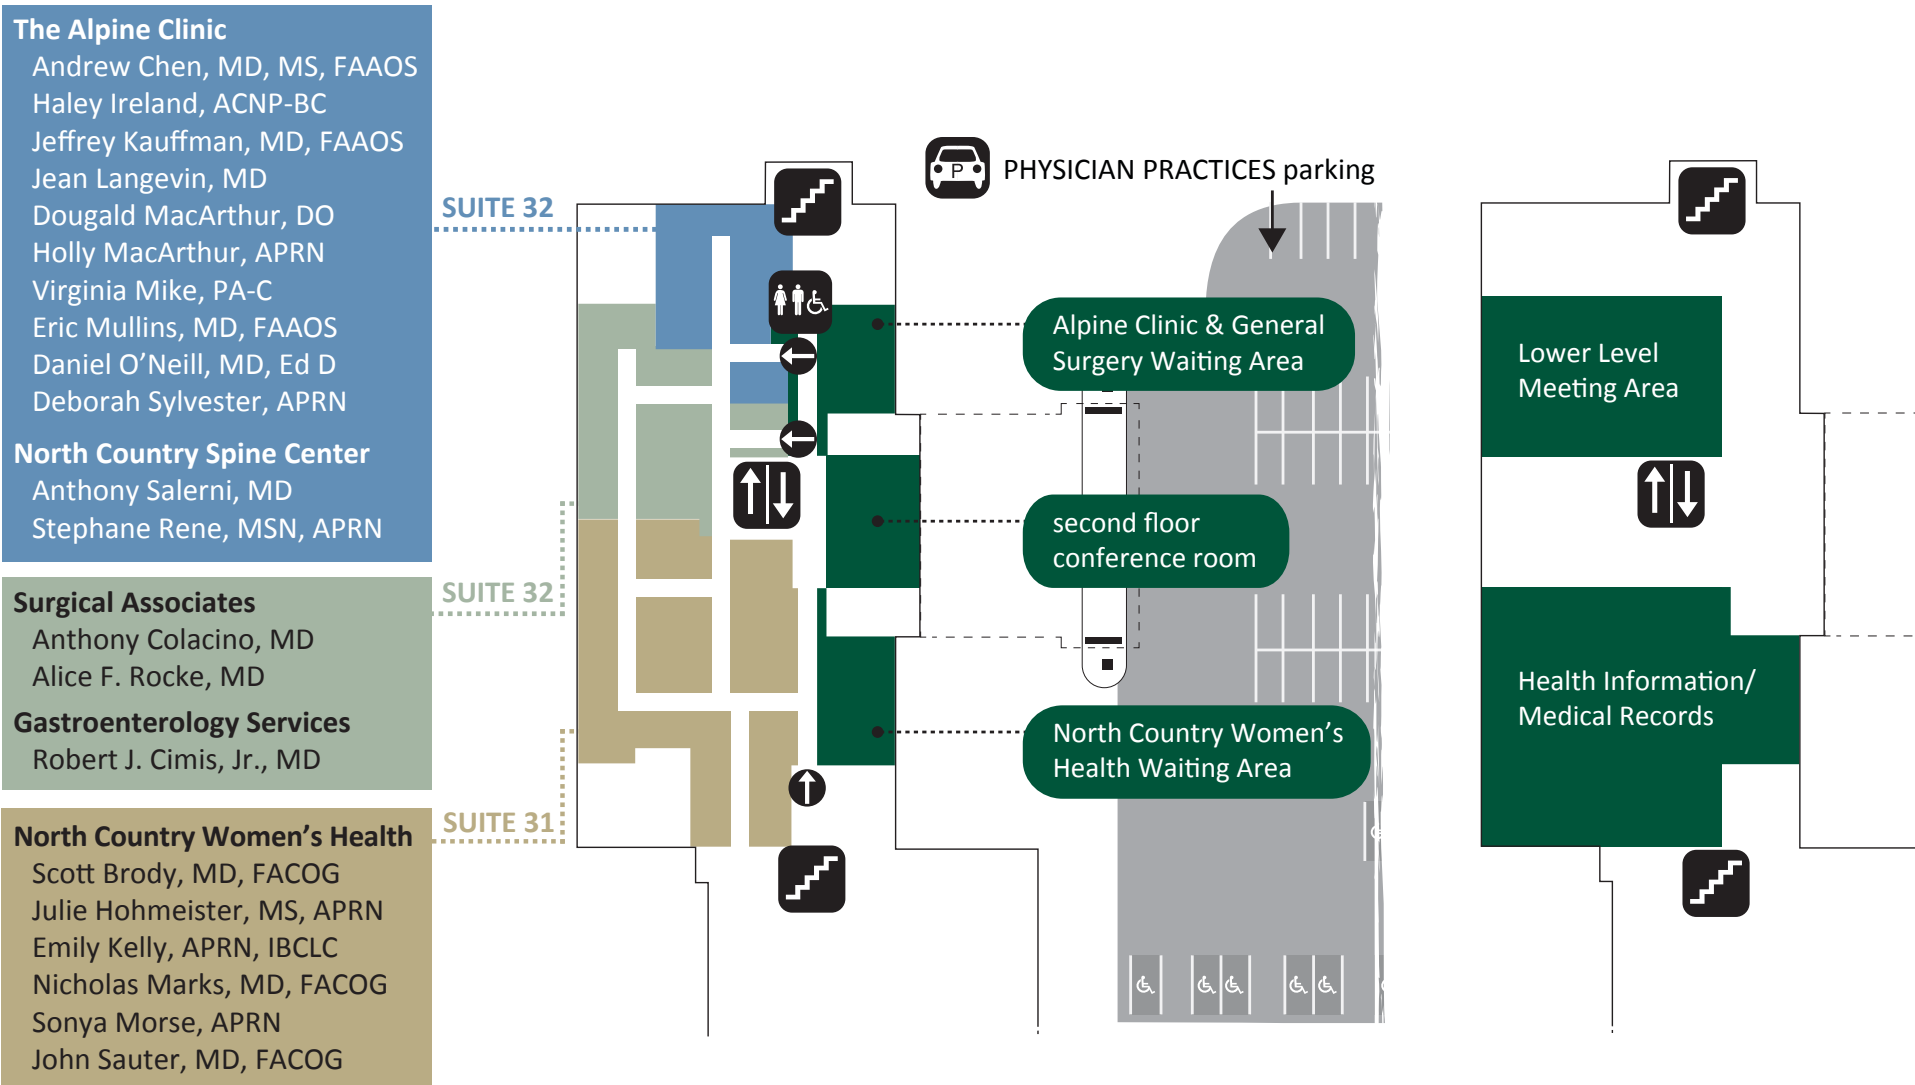 The Alpine Clinic
Andrew Chen, MD, MS, FAAOS
Haley Ireland, ACNP-BC
Jeffrey Kauffman, MD, FAAOS
Jean Langevin, MD
Dougald MacArthur, DO
Holly MacArthur, APRN
Virginia Mike, PA-C
Eric Mullins, MD, FAAOS
Daniel O’Neill, MD, Ed D
Deborah Sylvester, APRN
North Country Spine Center
Anthony Salerni, MD
Stephane Rene, MSN, APRN
SUITE 32
Surgical Associates
Anthony Colacino, MD
Alice F. Rocke, MD
Gastroenterology Services
Robert J. Cimis, Jr., MD
SUITE 32
North Country Women’s Health
Scott Brody, MD, FACOG
Julie Hohmeister, MS, APRN
Emily Kelly, APRN, IBCLC
Nicholas Marks, MD, FACOG
Sonya Morse, APRN
John Sauter, MD, FACOG
SUITE 31
P
PHYSICIAN PRACTICES parking
Alpine Clinic & General
Surgery Waiting Area
second floor
conference room
North Country Women’s
Health Waiting Area
Lower Level
Meeting Area
Health Information/
Medical Records